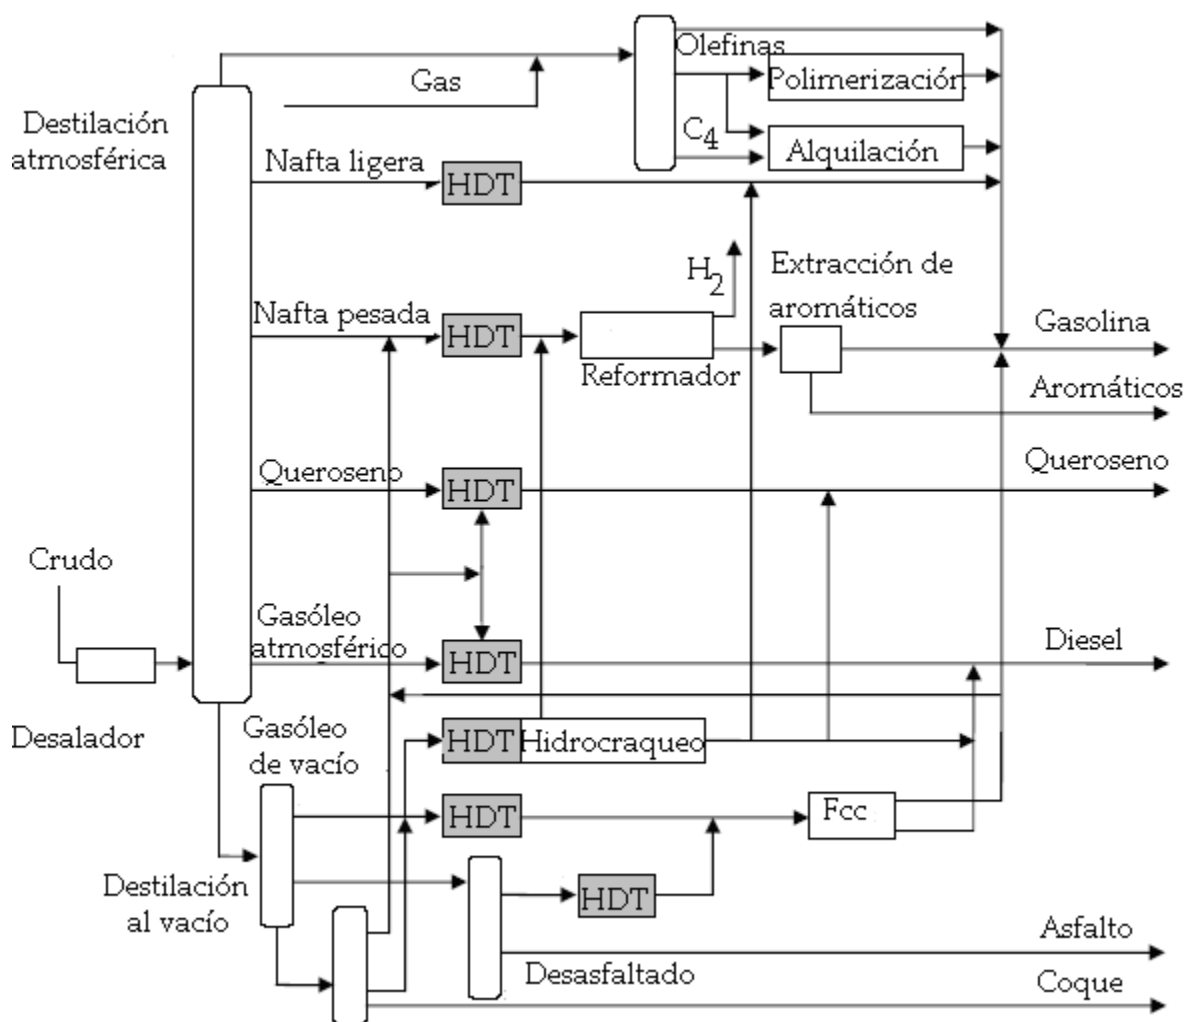 Olefinas
Gas
Polimerización
Destilación
atmosférica
C4
Alquilación
Nafta ligera
HDT
H2
Extracción de
aromáticos
Nafta pesada
HDT
Gasolina
Reformador
Aromáticos
Queroseno
HDT
Queroseno
Crudo
Gasóleo
atmosférico
HDT
Diesel
Desalador
Gasóleo
de vacío
HDT
Hidrocraqueo
HDT
Fcc
Destilación
al vacío
HDT
Asfalto
Desasfaltado
Coque